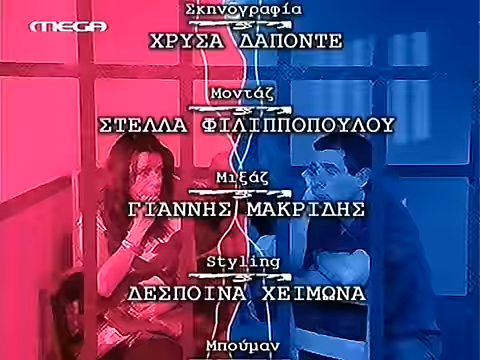 Σκηνογραφία
MEGA
ΧΡΥΣΑ ΔΑΠΟΝΤΕ
Μοντάζ
ΣΤΕΛΛΑ ΦΙΛΙΠΠΟΠΟΥΛΟΥ
Μιξάζ
ΓΙΑΝΝΗΣ ΜΑΚΡΙΔΗΣ
Styling
ΔΕΣΠΟΙΝΑ ΧΕΙΜΩΝΑ
Μπούμαν